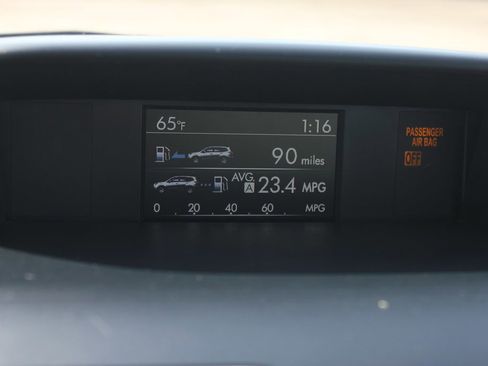 65°F 1:16
90 miles
AVG. A 23.4 MPG
0 20 40 60 MPG
PASSENGER
AIR BAG
OFF